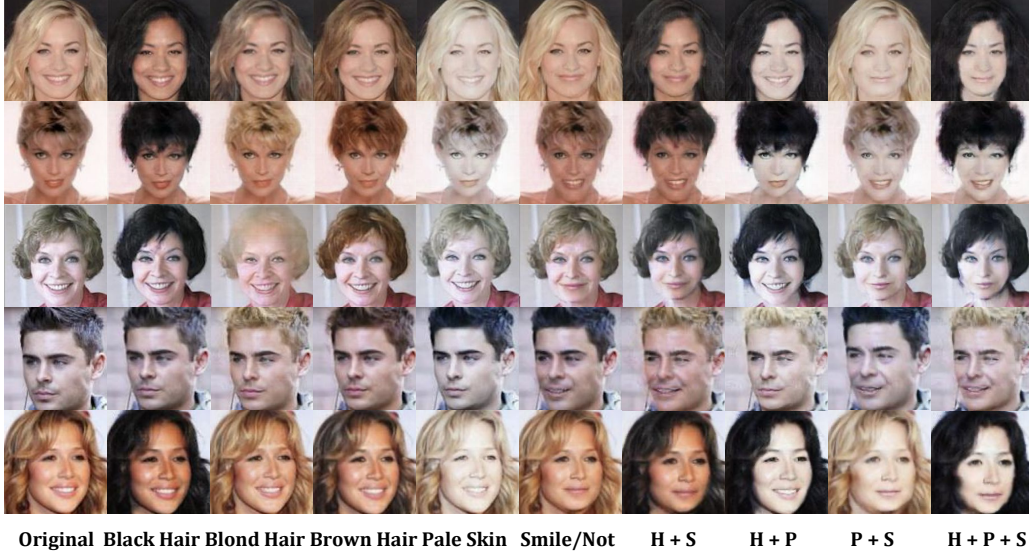 Original Black Hair Blond Hair Brown Hair Pale Skin Smile/Not H + S H + P P + S H + P + S